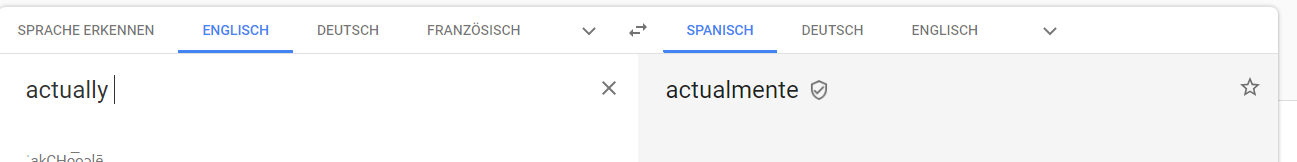 SPRACHE ERKENNEN ENGLISCH DEUTSCH FRANZÖSISCH SPANISCH DEUTSCH ENGLISCH
actually actualmente